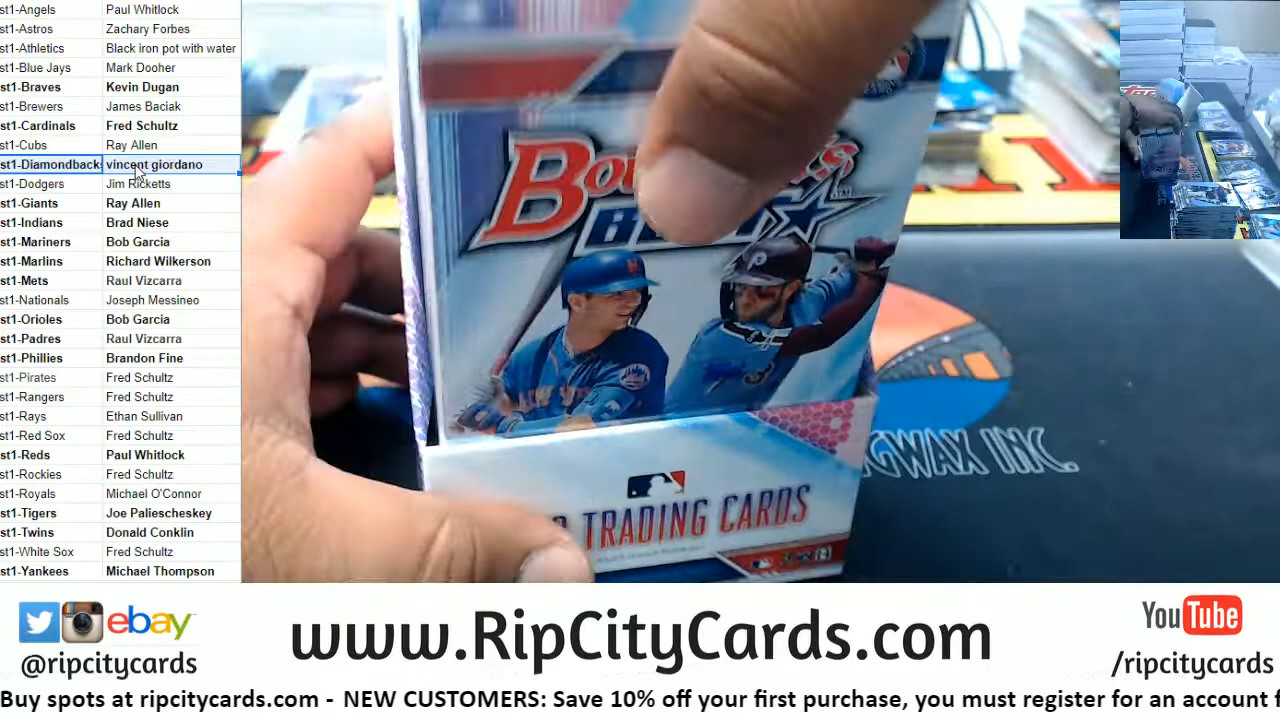 st1-Angels Paul Whitlock
st1-Astros Zachary Forbes
st1-Athletics Black iron pot with water
st1-Blue Jays Mark Dooher
st1-Braves Kevin Dugan
st1-Brewers James Baciak
st1-Cardinals Fred Schultz
st1-Cubs Ray Allen
st1-Diamondback vincent giordano
st1-Dodgers Jim Ricketts
st1-Giants Ray Allen
st1-Indians Brad Niese
st1-Mariners Bob Garcia
st1-Marlins Richard Wilkerson
st1-Mets Raul Vizcarra
st1-Nationals Joseph Messineo
st1-Orioles Bob Garcia
st1-Padres Raul Vizcarra
st1-Phillies Brandon Fine
st1-Pirates Fred Schultz
st1-Rangers Fred Schultz
st1-Rays Ethan Sullivan
st1-Red Sox Fred Schultz
st1-Reds Paul Whitlock
st1-Rockies Fred Schultz
st1-Royals Michael O'Connor
st1-Tigers Joe Paliescheskey
st1-Twins Donald Conklin
st1-White Sox Fred Schultz
st1-Yankees Michael Thompson
TRADING CARDS
GWAX INC.
ebay
@ripcitycards
www.RipCityCards.com
YouTube
/ripcitycards
Buy spots at ripcitycards.com - NEW CUSTOMERS: Save 10% off your first purchase, you must register for an account f